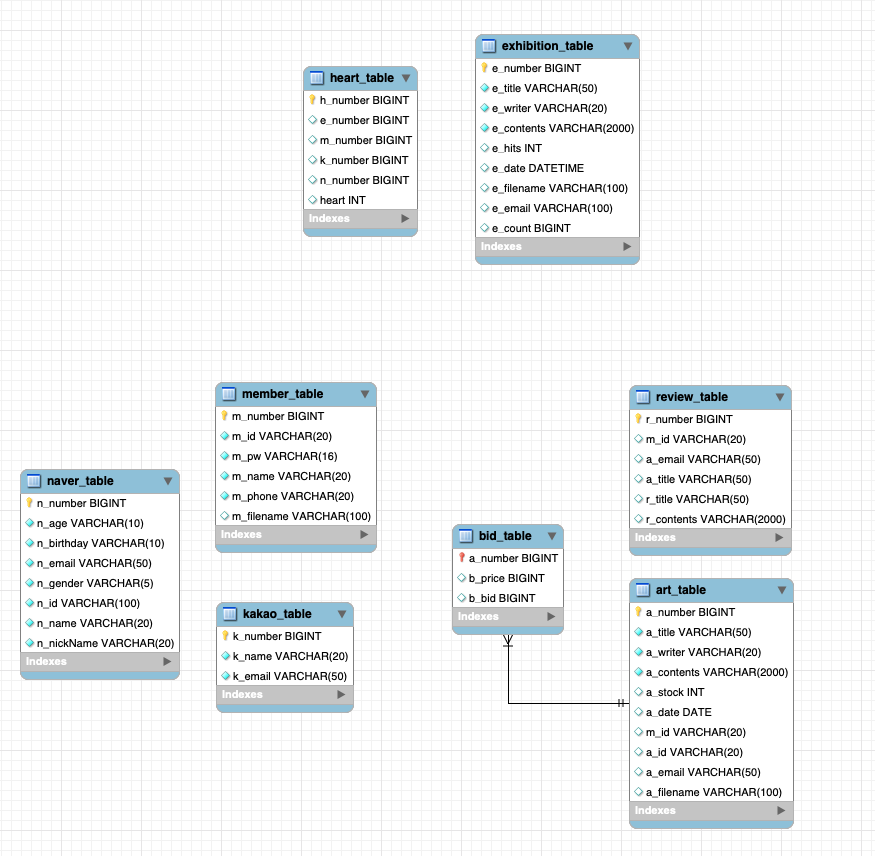 heart_table
h_number BIGINT
e_number BIGINT
m_number BIGINT
k_number BIGINT
n_number BIGINT
heart INT
Indexes
exhibition_table
e_number BIGINT
e_title VARCHAR(50)
e_writer VARCHAR(20)
e_contents VARCHAR(2000)
e_hits INT
e_date DATETIME
e_filename VARCHAR(100)
e_email VARCHAR(100)
e_count BIGINT
Indexes
member_table
m_number BIGINT
m_id VARCHAR(20)
m_pw VARCHAR(16)
m_name VARCHAR(20)
m_phone VARCHAR(20)
m_filename VARCHAR(100)
Indexes
review_table
r_number BIGINT
m_id VARCHAR(20)
a_email VARCHAR(50)
a_title VARCHAR(50)
r_title VARCHAR(50)
r_contents VARCHAR(2000)
Indexes
naver_table
n_number BIGINT
n_age VARCHAR(10)
n_birthday VARCHAR(10)
n_email VARCHAR(50)
n_gender VARCHAR(5)
n_id VARCHAR(100)
n_name VARCHAR(20)
n_nickName VARCHAR(20)
Indexes
bid_table
a_number BIGINT
b_price BIGINT
b_bid BIGINT
Indexes
kakao_table
k_number BIGINT
k_name VARCHAR(20)
k_email VARCHAR(50)
Indexes
art_table
a_number BIGINT
a_title VARCHAR(50)
a_writer VARCHAR(20)
a_contents VARCHAR(2000)
a_stock INT
a_date DATE
m_id VARCHAR(20)
a_id VARCHAR(20)
a_email VARCHAR(50)
a_filename VARCHAR(100)
Indexes